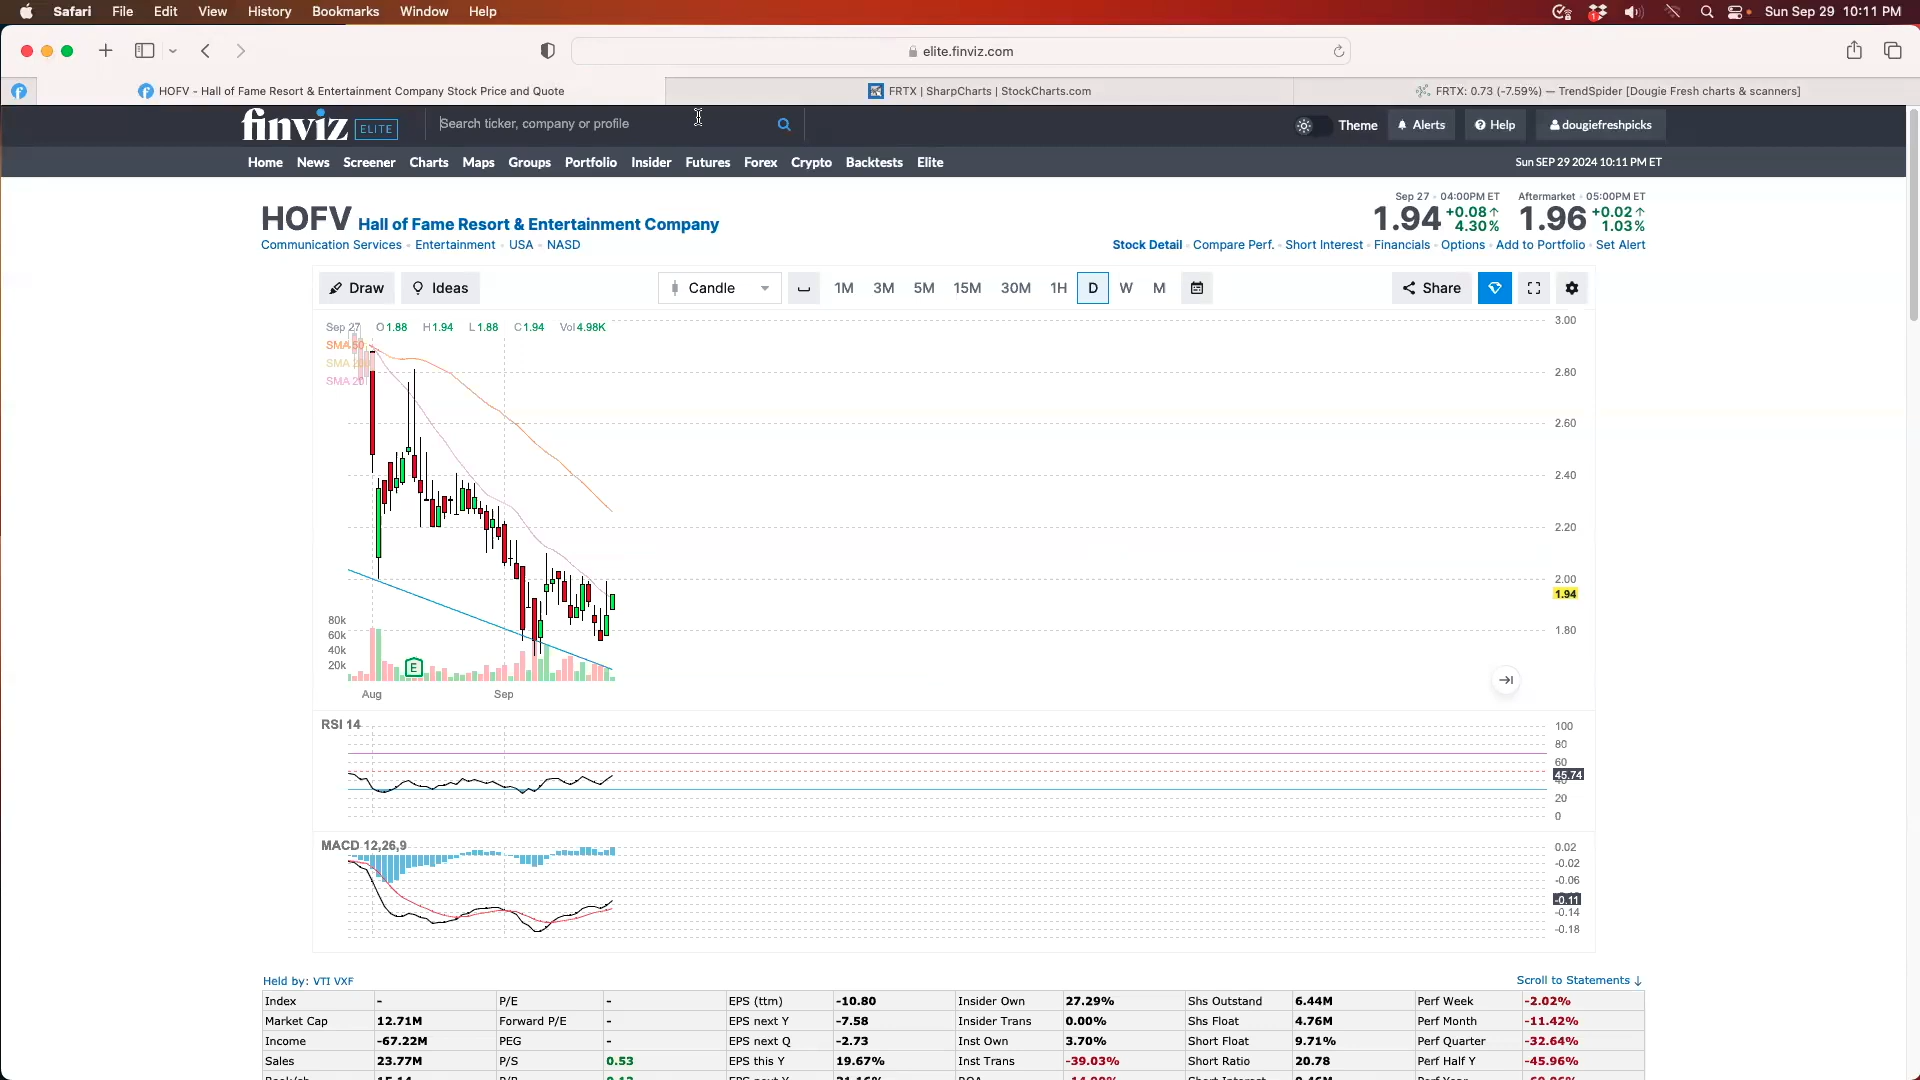 Safari File Edit View History Bookmarks Window Help
Sun Sep 29 10:11 PM
elite.finviz.com
HOFV - Hall of Fame Resort & Entertainment Company Stock Price and Quote
FRTX | SharpCharts | StockCharts.com
FRTX: 0.73 (-7.59%) — TrendSpider [Dougie Fresh charts & scanners]
finviz ELITE
Search ticker, company or profile
Theme Alerts Help dougiefreshpicks
Home News Screener Charts Maps Groups Portfolio Insider Futures Forex Crypto Backtests Elite
Sun SEP 29 2024 10:11 PM ET
HOFV Hall of Fame Resort & Entertainment Company
Communication Services - Entertainment - USA - NASD
Sep 27 - 04:00PM ET
1.94 +0.08↑
4.30%
Aftermarket - 05:00PM ET
1.96 +0.02↑
1.03%
Stock Detail - Compare Perf. - Short Interest - Financials - Options - Add to Portfolio - Set Alert
Draw Ideas
Candle
1M 3M 5M 15M 30M 1H D W M
Share
Sep 27 O 1.88 H 1.94 L 1.88 C 1.94 Vol 4.98K
SMA 50
SMA 20
3.00
2.80
2.60
2.40
2.20
2.00
1.94
1.80
80k
60k
40k
20k
E
Aug Sep
RSI 14
100
80
60
45.74
20
0
MACD 12,26,9
0.02
-0.02
-0.06
-0.11
-0.14
-0.18
Held by: VTI VXF
Scroll to Statements ↓
Index - P/E - EPS (ttm) -10.80 Insider Own 27.29% Shs Outstand 6.44M Perf Week -2.02%
Market Cap 12.71M Forward P/E - EPS next Y -7.58 Insider Trans 0.00% Shs Float 4.76M Perf Month -11.42%
Income -67.22M PEG - EPS next Q -2.73 Inst Own 3.70% Short Float 9.71% Perf Quarter -32.64%
Sales 23.77M P/S 0.53 EPS this Y 19.67% Inst Trans -39.03% Short Ratio 20.78 Perf Half Y -45.96%